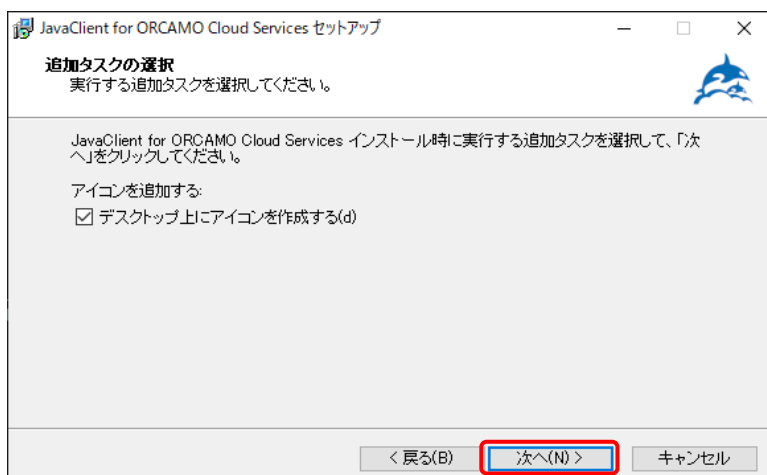 JavaClient for ORCAMO Cloud Services セットアップ
追加タスクの選択
実行する追加タスクを選択してください。
JavaClient for ORCAMO Cloud Services インストール時に実行する追加タスクを選択して、「次
へ」をクリックしてください。
アイコンを追加する:
デスクトップ上にアイコンを作成する(d)
< 戻る(B)
次へ(N) >
キャンセル